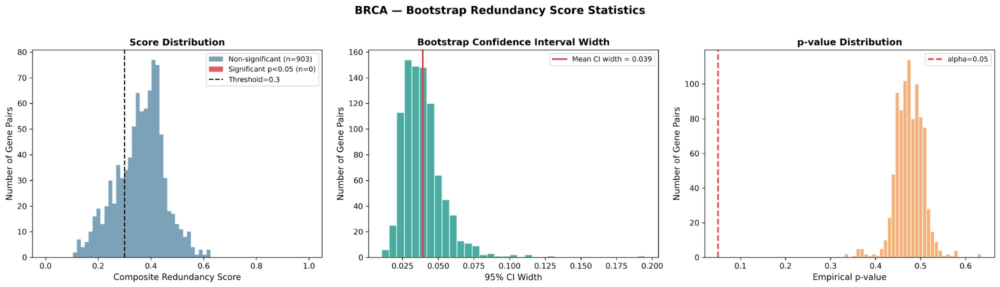 BRCA — Bootstrap Redundancy Score Statistics
Score Distribution
Number of Gene Pairs
80
70
60
50
40
30
20
10
0
Non-significant (n=903)
Significant p<0.05 (n=0)
Threshold=0.3
0.0 0.2 0.4 0.6 0.8 1.0
Composite Redundancy Score
Bootstrap Confidence Interval Width
Number of Gene Pairs
160
140
120
100
80
60
40
20
0
Mean CI width = 0.039
0.025 0.050 0.075 0.100 0.125 0.150 0.175 0.200
95% CI Width
p-value Distribution
Number of Gene Pairs
100
80
60
40
20
0
alpha=0.05
0.1 0.2 0.3 0.4 0.5 0.6
Empirical p-value